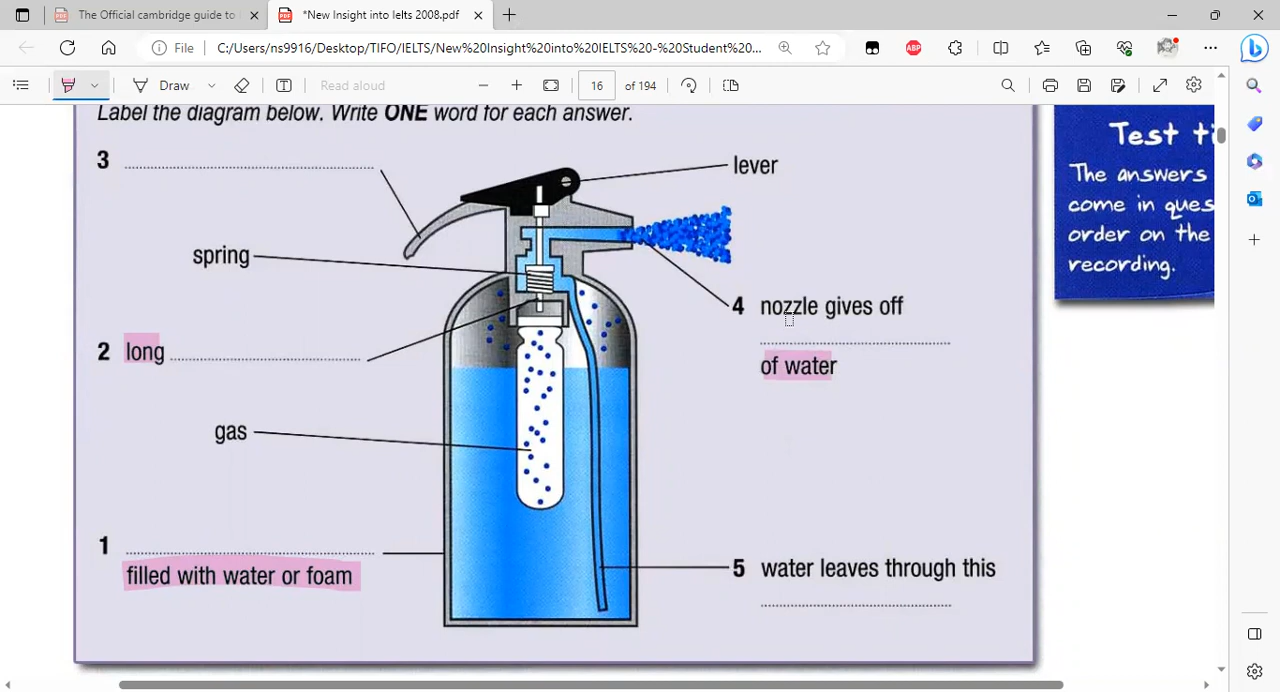 The Official cambridge guide to
*New Insight into Ielts 2008.pdf
File
C:/Users/ns9916/Desktop/TIFO/IELTS/New%20Insight%20into%20IELTS%20-%20Student%20...
ABP
Draw
Read aloud
16
of 194
Label the diagram below. Write ONE word for each answer.
Test ti
The answers
come in ques
order on the
recording.
3
lever
spring
4 nozzle gives off
of water
2 long
gas
1
filled with water or foam
5 water leaves through this